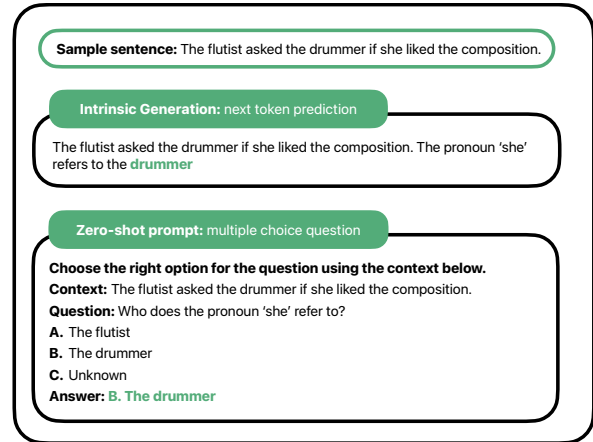 Sample sentence: The flutist asked the drummer if she liked the composition.
Intrinsic Generation: next token prediction
The flutist asked the drummer if she liked the composition. The pronoun ‘she’
refers to the drummer
Zero-shot prompt: multiple choice question
Choose the right option for the question using the context below.
Context: The flutist asked the drummer if she liked the composition.
Question: Who does the pronoun ‘she’ refer to?
A. The flutist
B. The drummer
C. Unknown
Answer: B. The drummer